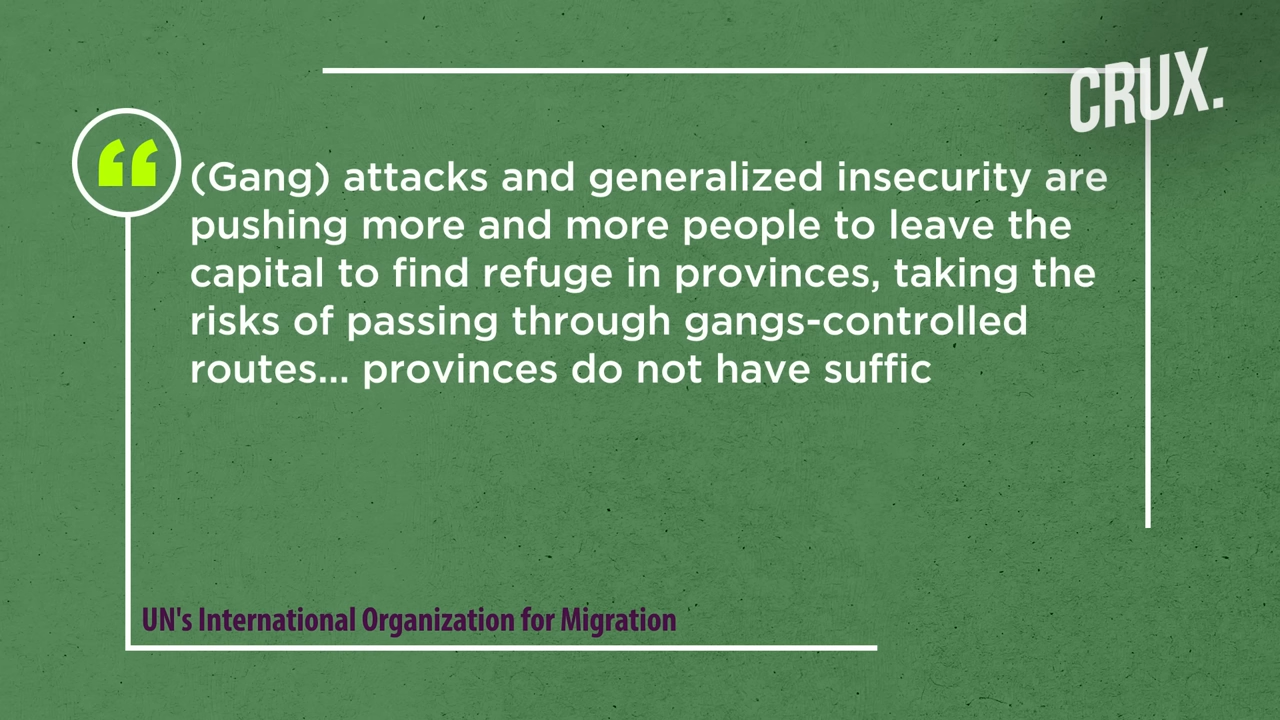 CRUX.
“
(Gang) attacks and generalized insecurity are
pushing more and more people to leave the
capital to find refuge in provinces, taking the
risks of passing through gangs-controlled
routes... provinces do not have suffic
UN's International Organization for Migration